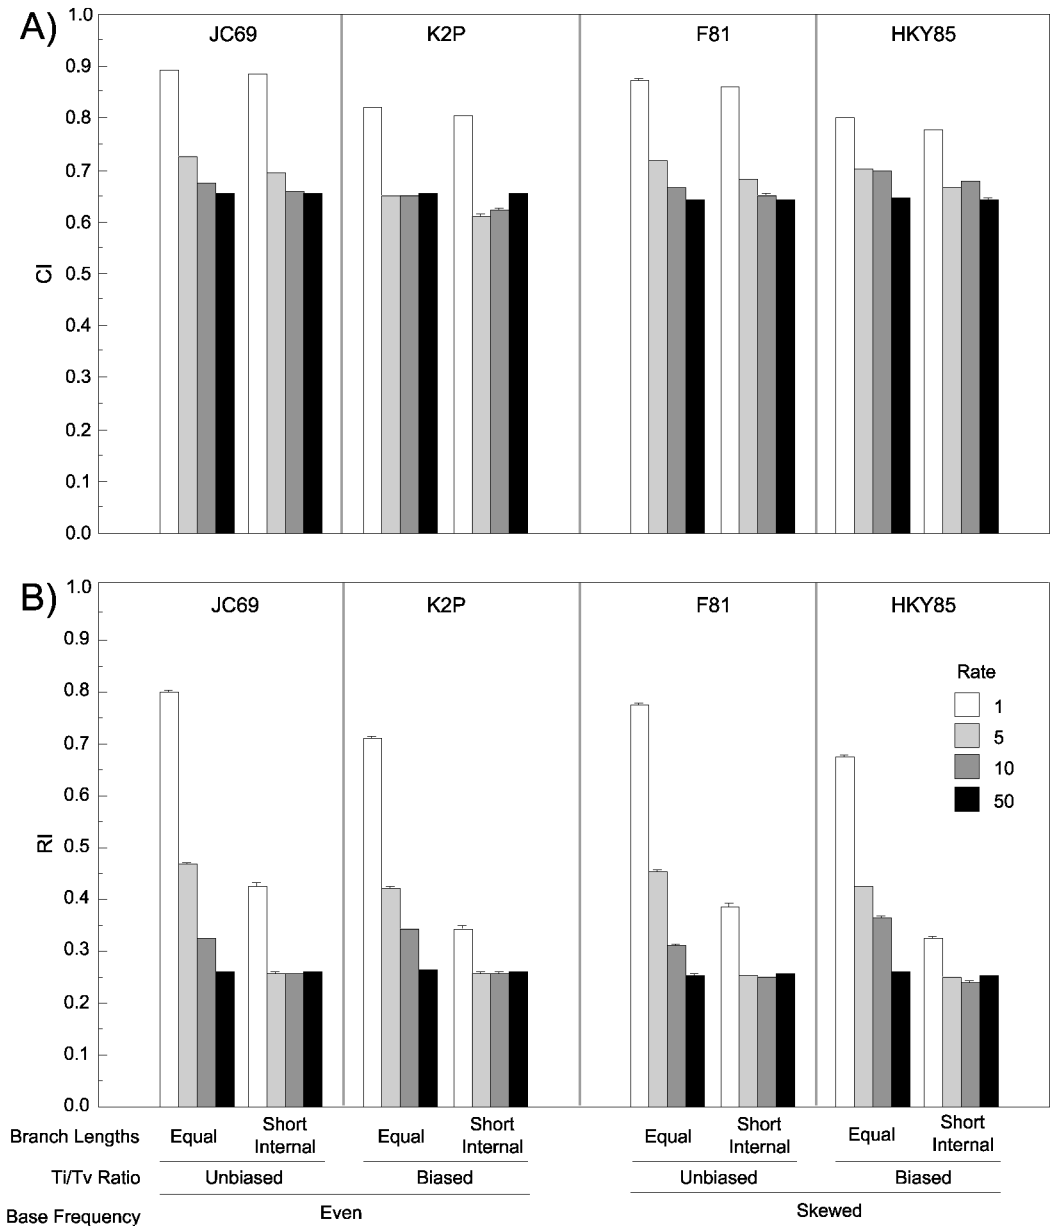 A)
JC69 K2P F81 HKY85
1.0
0.9
0.8
0.7
0.6
0.5
0.4
0.3
0.2
0.1
0.0
CI
B)
JC69 K2P F81 HKY85
1.0
0.9
0.8
0.7
0.6
0.5
0.4
0.3
0.2
0.1
0.0
RI
Rate
1
5
10
50
Branch Lengths Equal Short Internal Equal Short Internal Equal Short Internal Equal Short Internal
Ti/Tv Ratio Unbiased Biased Unbiased Biased
Base Frequency Even Skewed